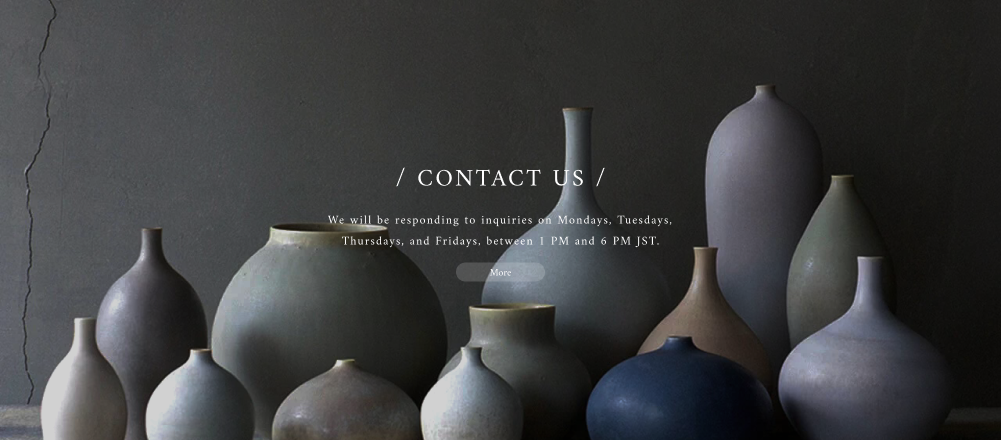 / CONTACT US /
We will be responding to inquiries on Mondays, Tuesdays,
Thursdays, and Fridays, between 1 PM and 6 PM JST.
More